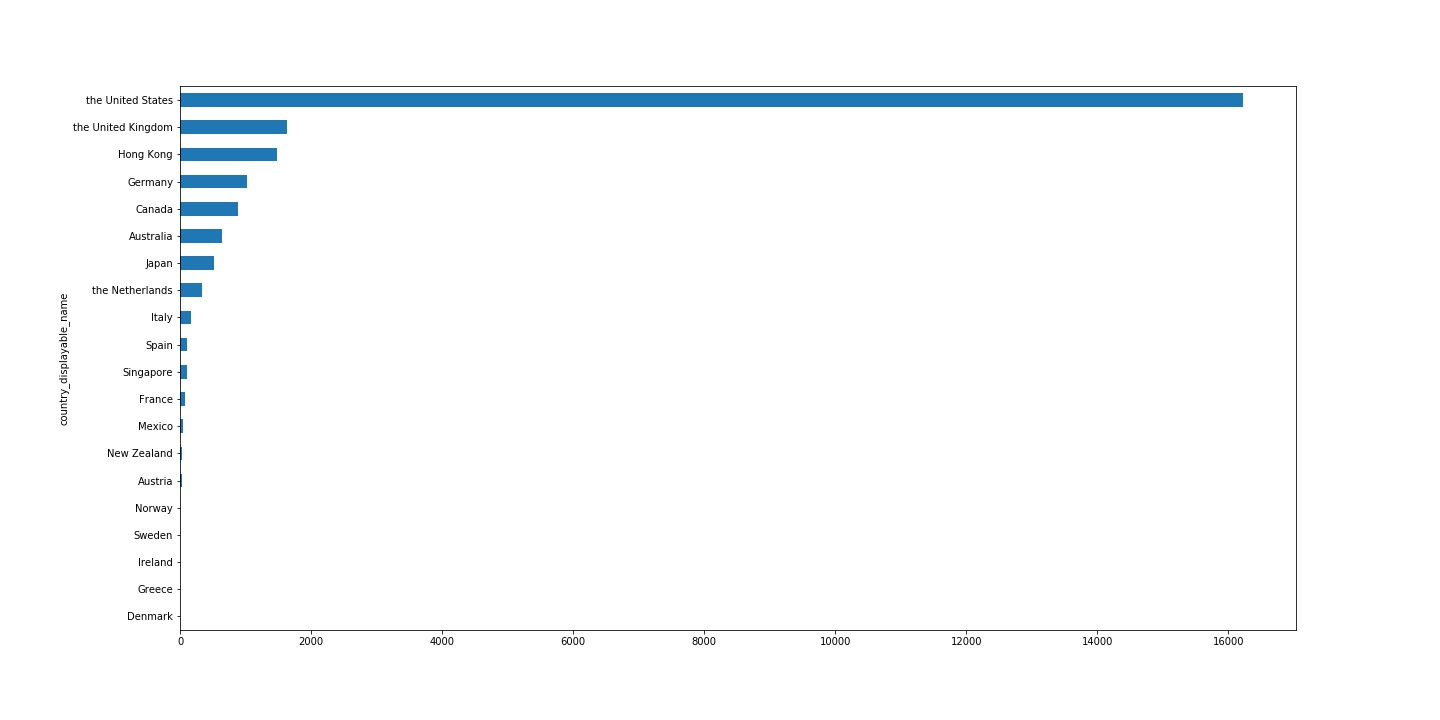 the United States
the United Kingdom
Hong Kong
Germany
Canada
Australia
Japan
the Netherlands
Italy
Spain
Singapore
France
Mexico
New Zealand
Austria
Norway
Sweden
Ireland
Greece
Denmark
country_displayable_name
0 2000 4000 6000 8000 10000 12000 14000 16000